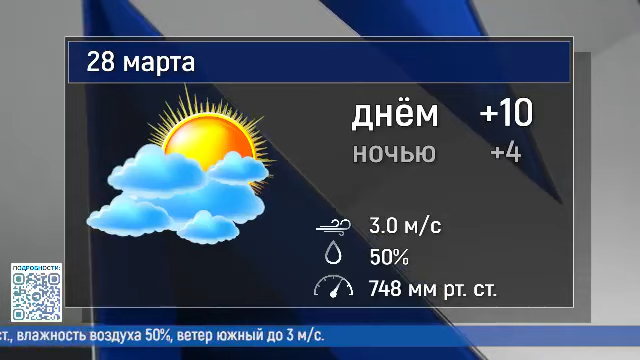 28 марта
днём +10
ночью +4
3.0 м/с
50%
748 мм рт. ст.
ПОДРОБНОСТИ:
ст., влажность воздуха 50%, ветер южный до 3 м/с.